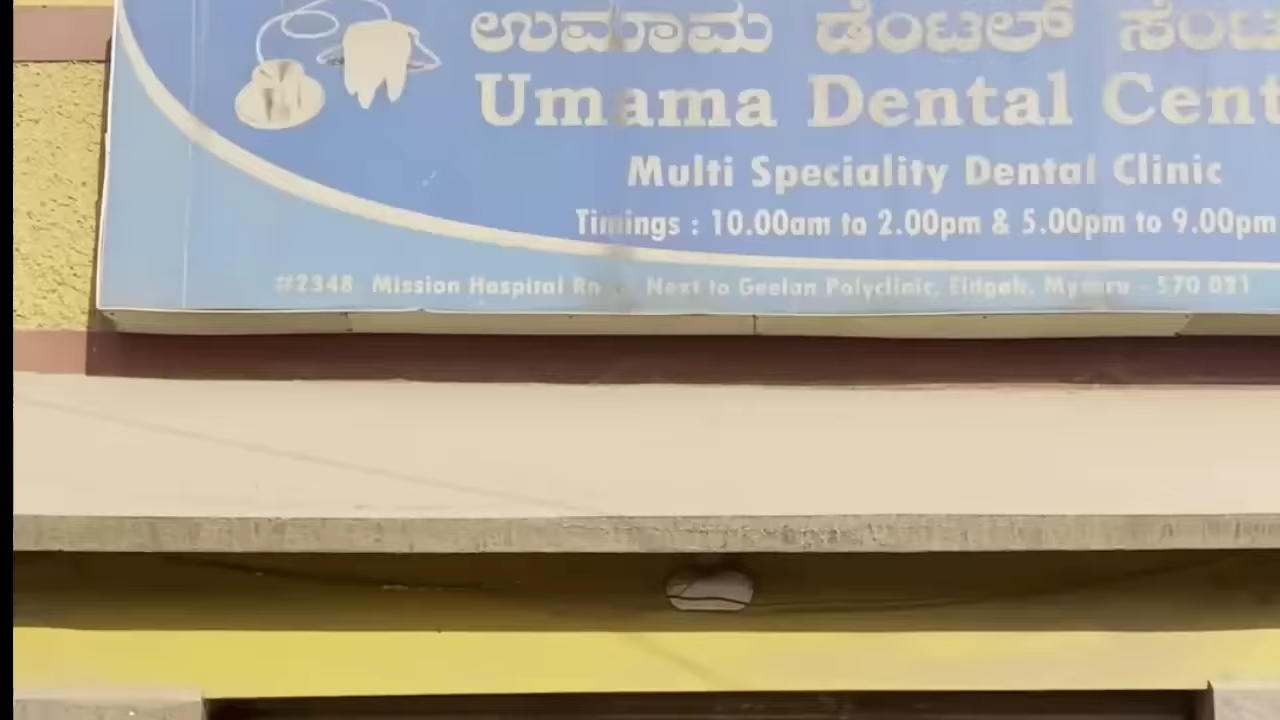 ಉಮಾಮ ಡೆಂಟಲ್ ಸೆಂಟ
Umama Dental Cent
Multi Speciality Dental Clinic
Timings : 10.00am to 2.00pm & 5.00pm to 9.00pm
#2348 Mission Hospital Next to Geelan Polyclinic, Eidgah, Mysuru - 570 021